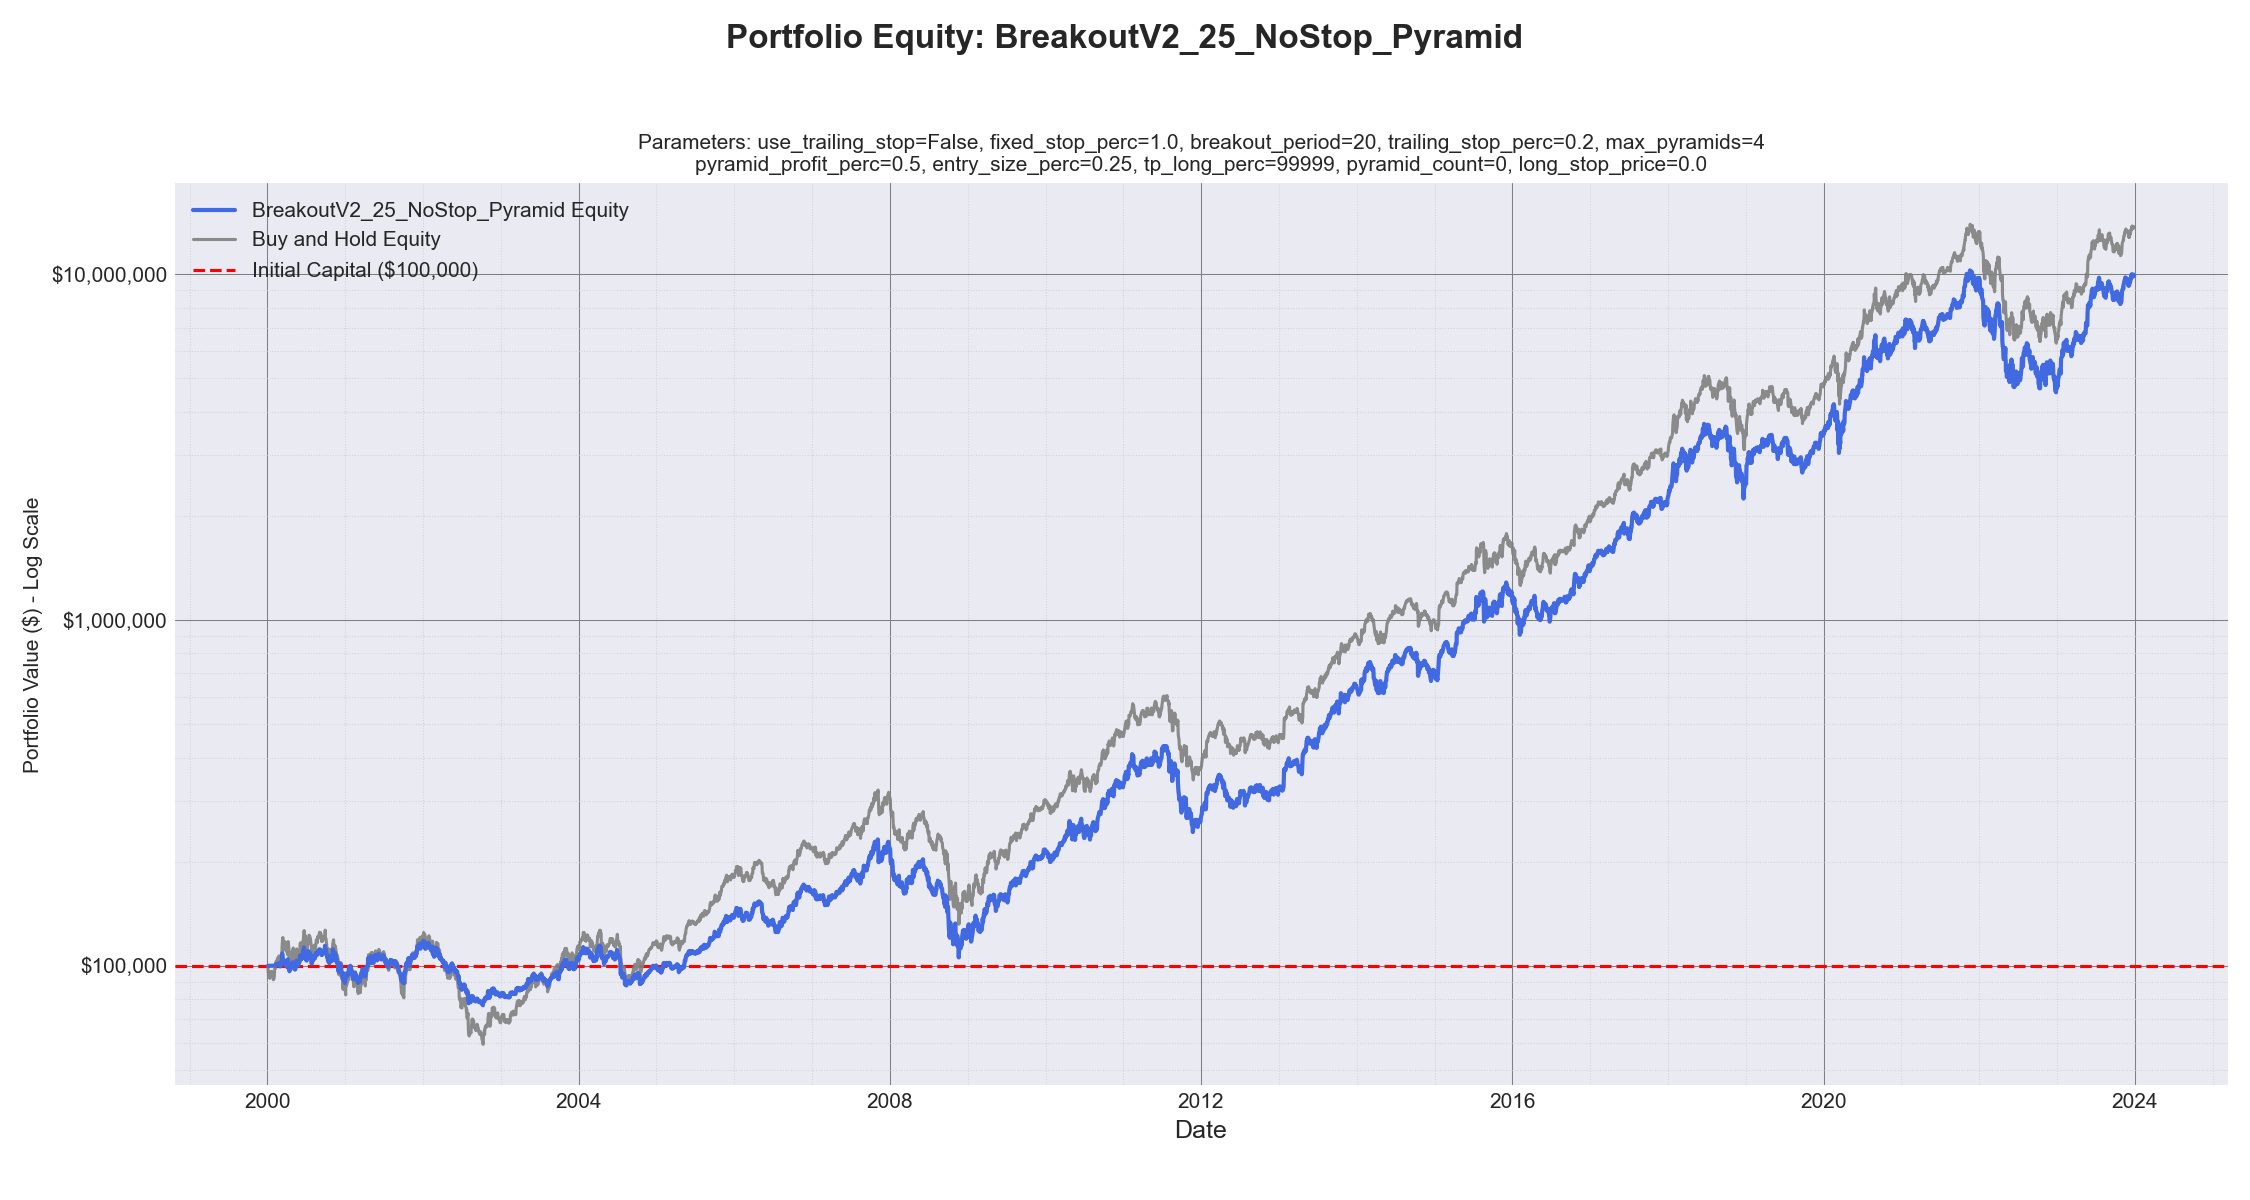 Portfolio Equity: BreakoutV2_25_NoStop_Pyramid
Parameters: use_trailing_stop=False, fixed_stop_perc=1.0, breakout_period=20, trailing_stop_perc=0.2, max_pyramids=4
pyramid_profit_perc=0.5, entry_size_perc=0.25, tp_long_perc=99999, pyramid_count=0, long_stop_price=0.0
BreakoutV2_25_NoStop_Pyramid Equity
Buy and Hold Equity
Initial Capital ($100,000)
$10,000,000
$1,000,000
$100,000
Portfolio Value ($) - Log Scale
2000 2004 2008 2012 2016 2020 2024
Date